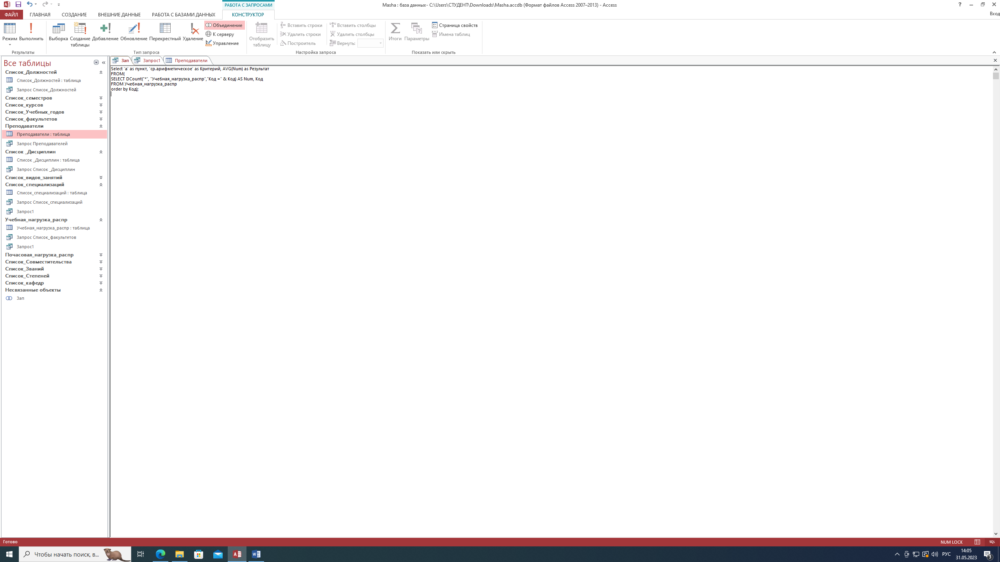 РАБОТА С ЗАПРОСАМИ
Masha : база данных- C:\Users\СТУДЕНТ\Downloads\Masha.accdb (Формат файлов Access 2007–2013) - Access
ФАЙЛ ГЛАВНАЯ СОЗДАНИЕ ВНЕШНИЕ ДАННЫЕ РАБОТА С БАЗАМИ ДАННЫХ КОНСТРУКТОР Вход
Режим Выполнить
Результаты
Выборка Создание таблицы Добавление Обновление Перекрестный Удаление
Объединение
К серверу
Управление
Тип запроса
Отобразить таблицу
Вставить строки
Удалить строки
Построитель
Вставить столбцы
Удалить столбцы
Вернуть:
Настройка запроса
Итоги Параметры
Страница свойств
Имена таблиц
Показать или скрыть
Все таблицы
Список_Должностей
Список_Должностей : таблица
Запрос Список_Должностей
Список_семестров
Список_курсов
Список_Учебных_годов
Список_факультетов
Преподаватели
Преподаватели : таблица
Запрос Преподавателей
Список _Дисциплин
Список _Дисциплин : таблица
Запрос Список _Дисциплин
Список_видов_занятий
Список_специализаций
Список_специализаций : таблица
Запрос Список_специализаций
Запрос1
Учебная_нагрузка_распр
Учебная_нагрузка_распр : таблица
Запрос Список_факультетов
Запрос1
Почасовая_нагрузка_распр
Список_Совместительства
Список_Званий
Список_Степеней
Список_кафедр
Несвязанные объекты
Зап
Зап Запрос1 Преподаватели
Select 'а' as пункт, 'ср.арифметическое' as Критерий, AVG(Num) as Результат
FROM(
SELECT DCount("*", "Учебная_нагрузка_распр","Код =" & Код) AS Num, Код
FROM Учебная_нагрузка_распр
order by Код);
Готово NUM LOCK SQL
Чтобы начать поиск, в...
РУС
14:05
31.05.2023
3